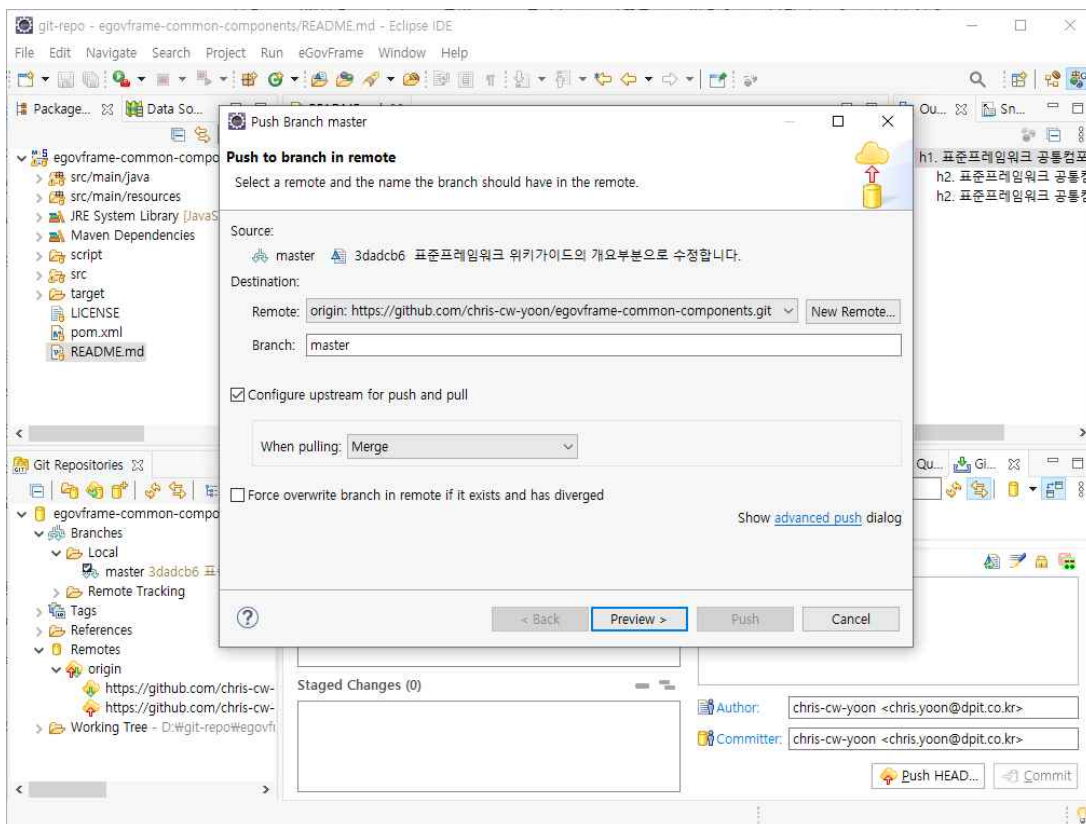 git-repo - egovframe-common-components/README.md - Eclipse IDE
File Edit Navigate Search Project Run eGovFrame Window Help
Package... Data So...
Ou... Sn...
egovframe-common-compo
src/main/java
src/main/resources
JRE System Library [JavaS
Maven Dependencies
script
src
target
LICENSE
pom.xml
README.md
h1. 표준프레임워크 공통컴포
h2. 표준프레임워크 공통컴
h2. 표준프레임워크 공통컴
Push Branch master
Push to branch in remote
Select a remote and the name the branch should have in the remote.
Source:
master 3dadcb6 표준프레임워크 위키가이드의 개요부분으로 수정합니다.
Destination:
Remote: origin: https://github.com/chris-cw-yoon/egovframe-common-components.git New Remote...
Branch: master
Configure upstream for push and pull
When pulling: Merge
Force overwrite branch in remote if it exists and has diverged
Show advanced push dialog
< Back Preview > Push Cancel
Git Repositories
egovframe-common-compo
Branches
Local
master 3dadcb6
Remote Tracking
Tags
References
Remotes
origin
https://github.com/chris-cw-
https://github.com/chris-cw-
Working Tree - D:₩git-repo₩egovfr
Qu... Gi...
Staged Changes (0)
Author: chris-cw-yoon <chris.yoon@dpit.co.kr>
Committer: chris-cw-yoon <chris.yoon@dpit.co.kr>
Push HEAD... Commit